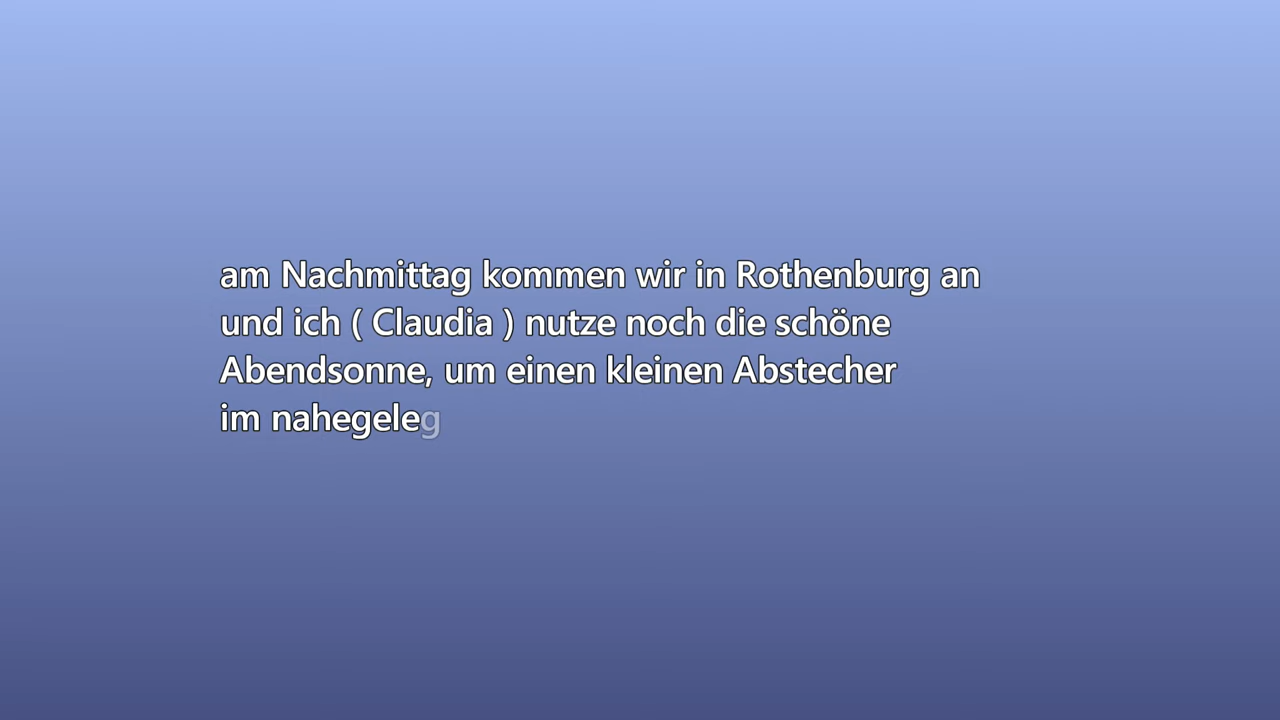 am Nachmittag kommen wir in Rothenburg an
und ich ( Claudia ) nutze noch die schöne
Abendsonne, um einen kleinen Abstecher
im nahegeleg